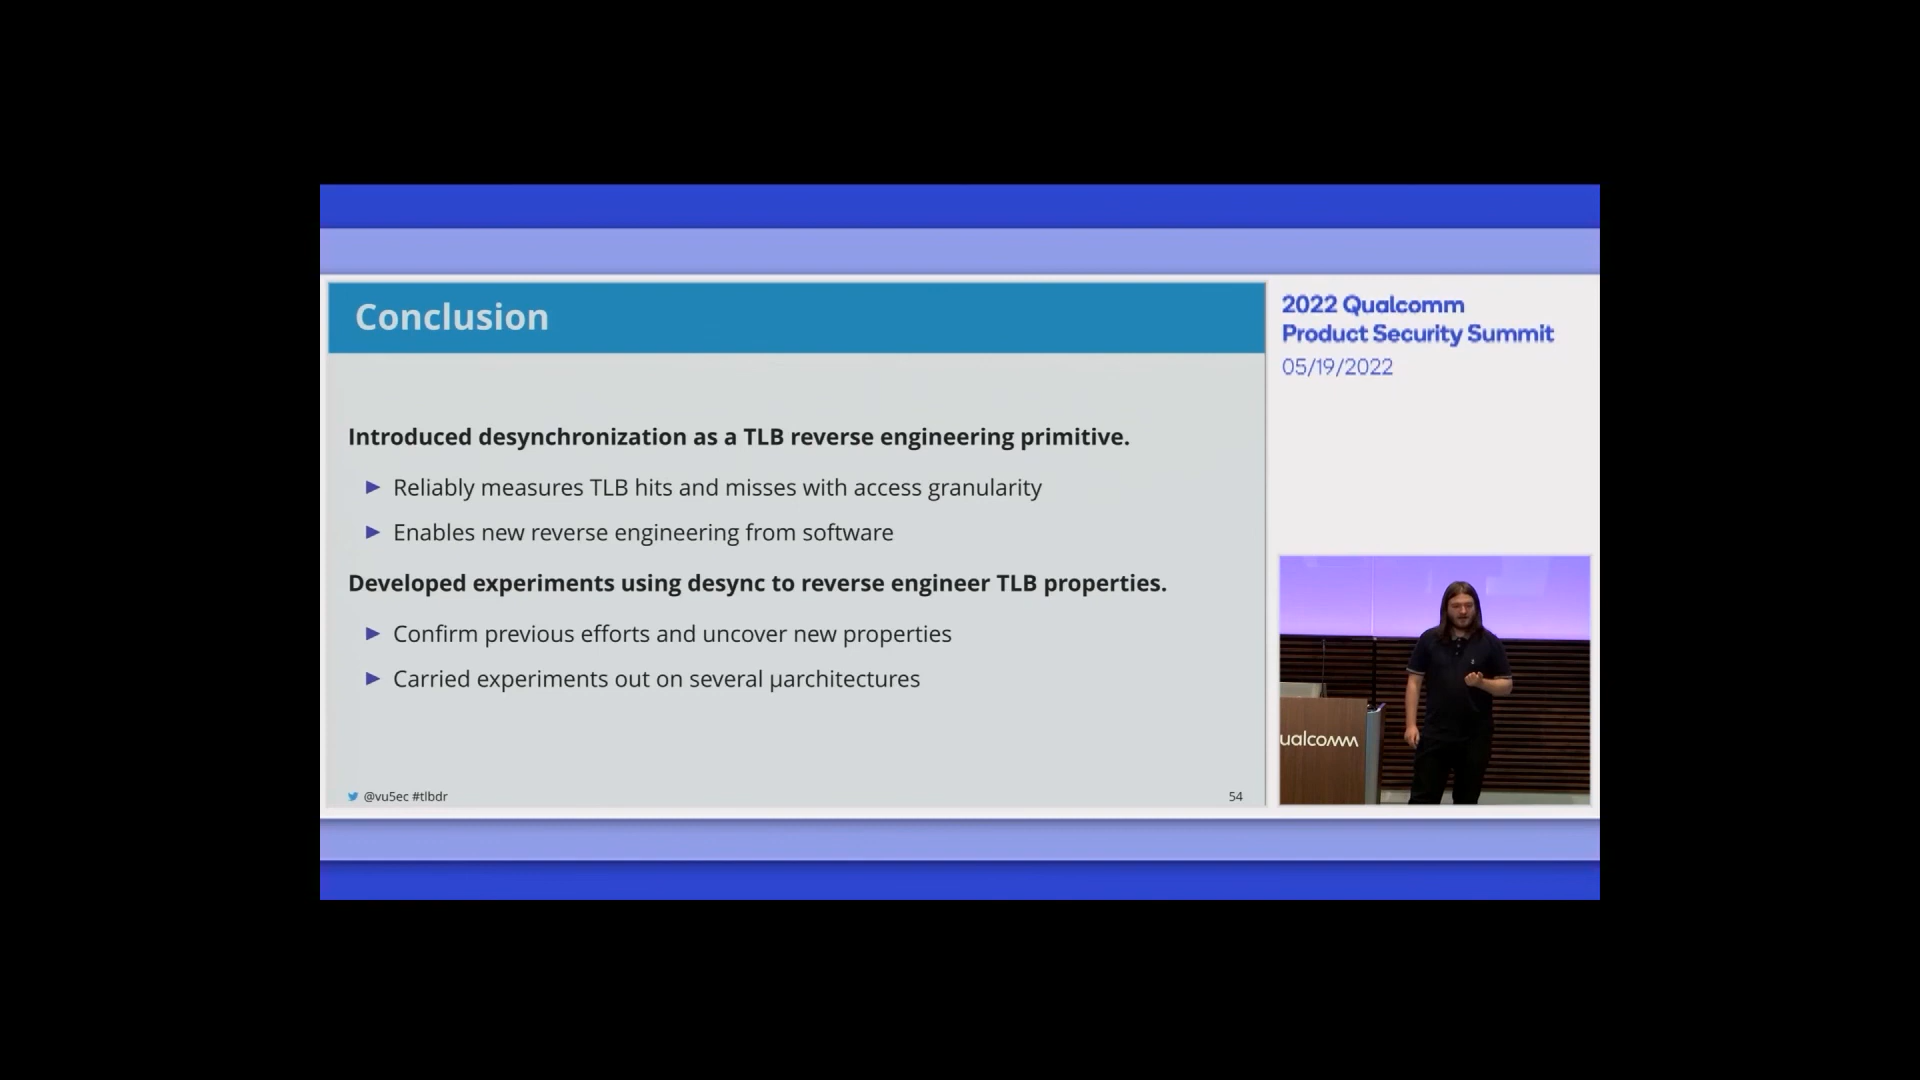 Conclusion
2022 Qualcomm
Product Security Summit
05/19/2022
Introduced desynchronization as a TLB reverse engineering primitive.
► Reliably measures TLB hits and misses with access granularity
► Enables new reverse engineering from software
Developed experiments using desync to reverse engineer TLB properties.
► Confirm previous efforts and uncover new properties
► Carried experiments out on several µarchitectures
ualcomm
@vu5ec #tlbdr
54